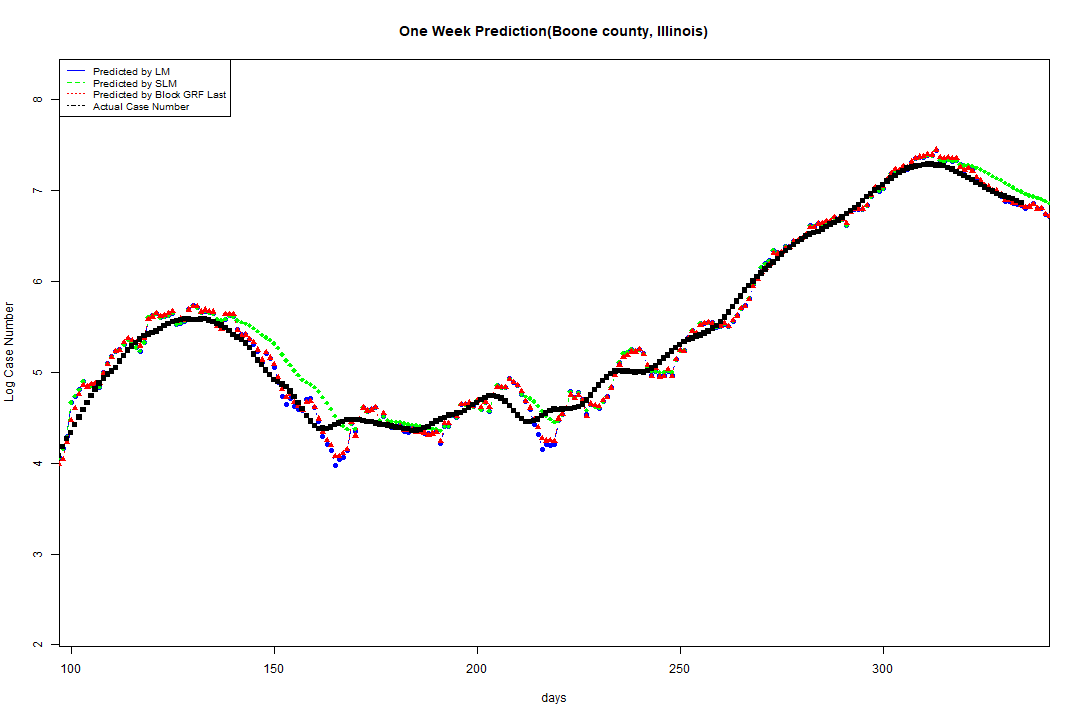 One Week Prediction(Boone county, Illinois)
Predicted by LM
Predicted by SLM
Predicted by Block GRF Last
Actual Case Number
8
7
6
5
4
3
2
Log Case Number
100 150 200 250 300
days